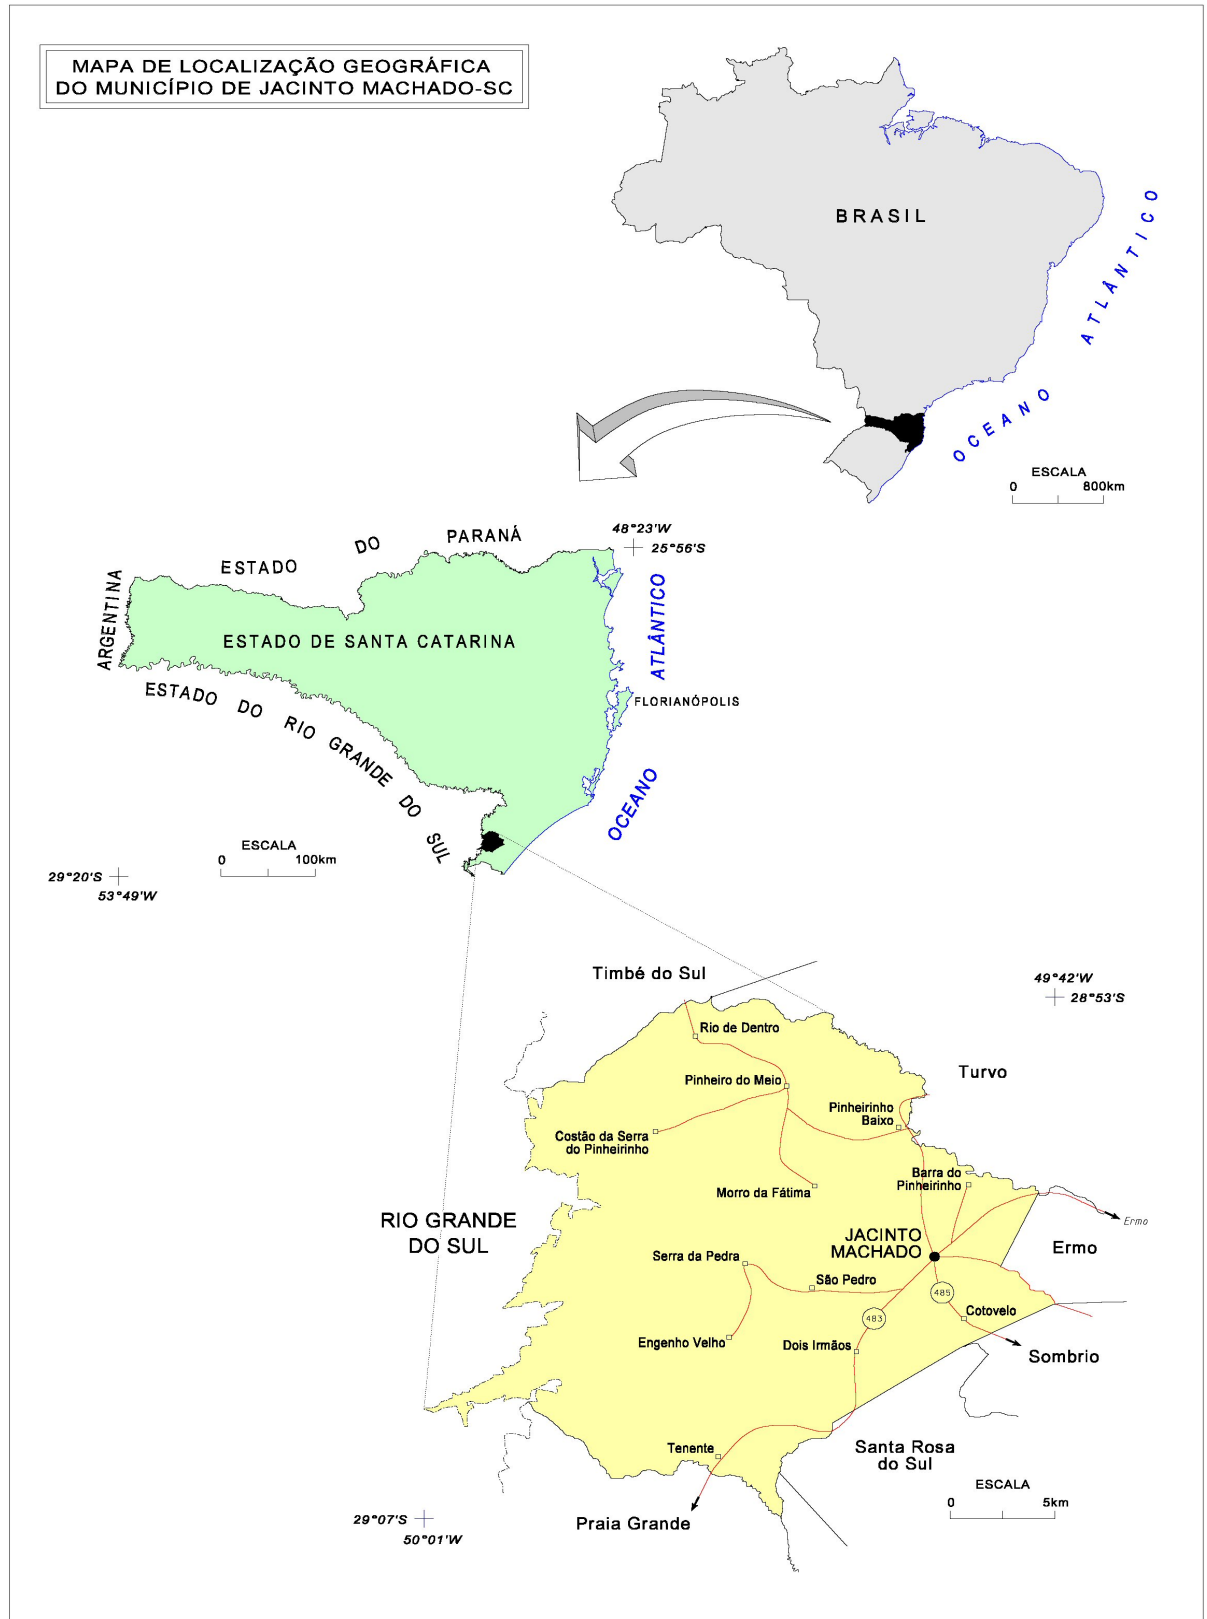 MAPA DE LOCALIZAÇÃO GEOGRÁFICA
DO MUNICÍPIO DE JACINTO MACHADO-SC
BRASIL
OCEANO ATLÂNTICO
ESCALA
0 800km
48°23'W
25°56'S
ESTADO DO PARANÁ
ARGENTINA
ESTADO DE SANTA CATARINA
OCEANO ATLÂNTICO
FLORIANÓPOLIS
ESTADO DO RIO GRANDE DO SUL
ESCALA
0 100km
29°20'S
53°49'W
Timbé do Sul
49°42'W
28°53'S
Rio de Dentro
Turvo
Pinheiro do Meio
Pinheirinho
Baixo
Costão da Serra
do Pinheirinho
Barra do
Pinheirinho
Morro da Fátima
RIO GRANDE
DO SUL
Ermo
JACINTO
MACHADO
Ermo
Serra da Pedra
São Pedro
485
Cotovelo
483
Engenho Velho
Dois Irmãos
Sombrio
Tenente
Santa Rosa
do Sul
ESCALA
0 5km
Praia Grande
29°07'S
50°01'W